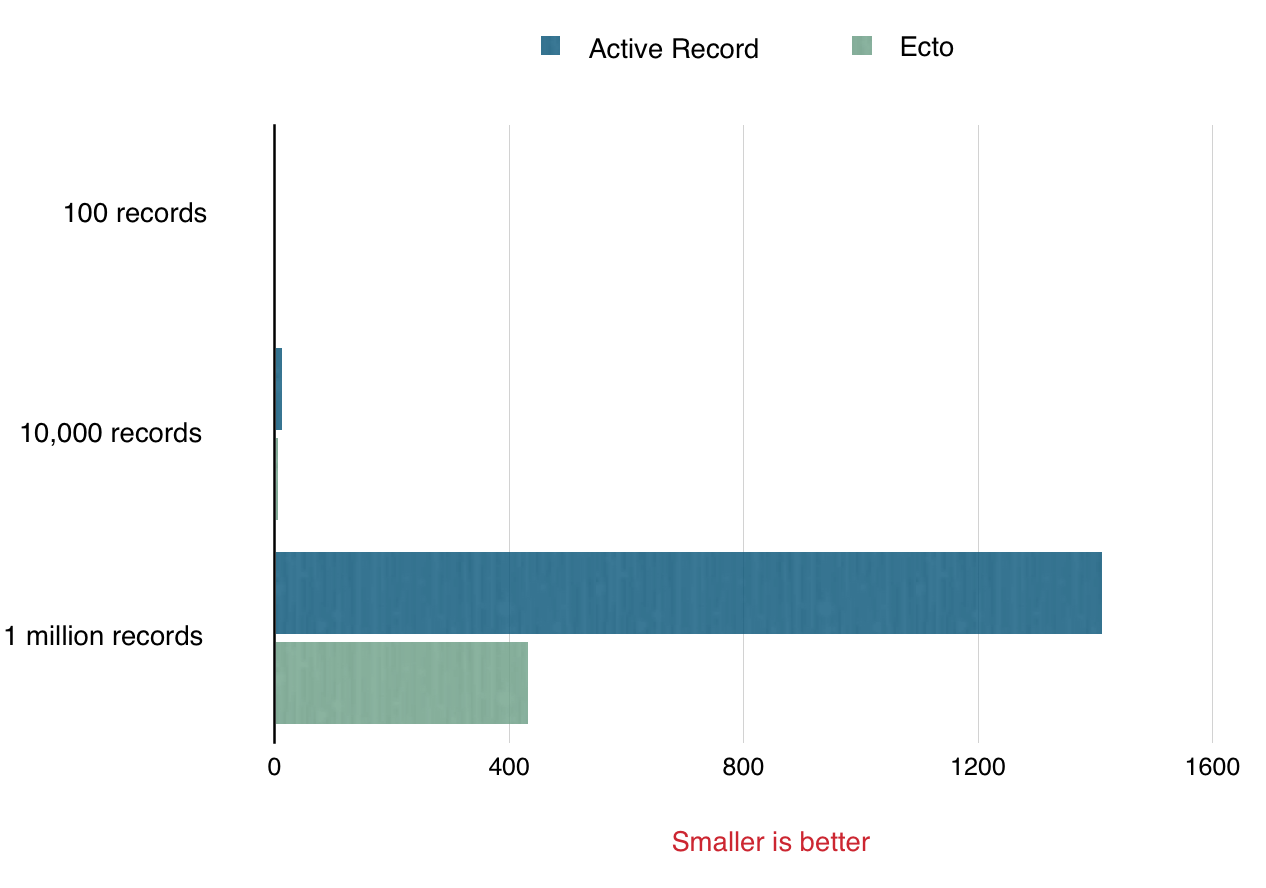 Active Record
Ecto
100 records
10,000 records
1 million records
0 400 800 1200 1600
Smaller is better